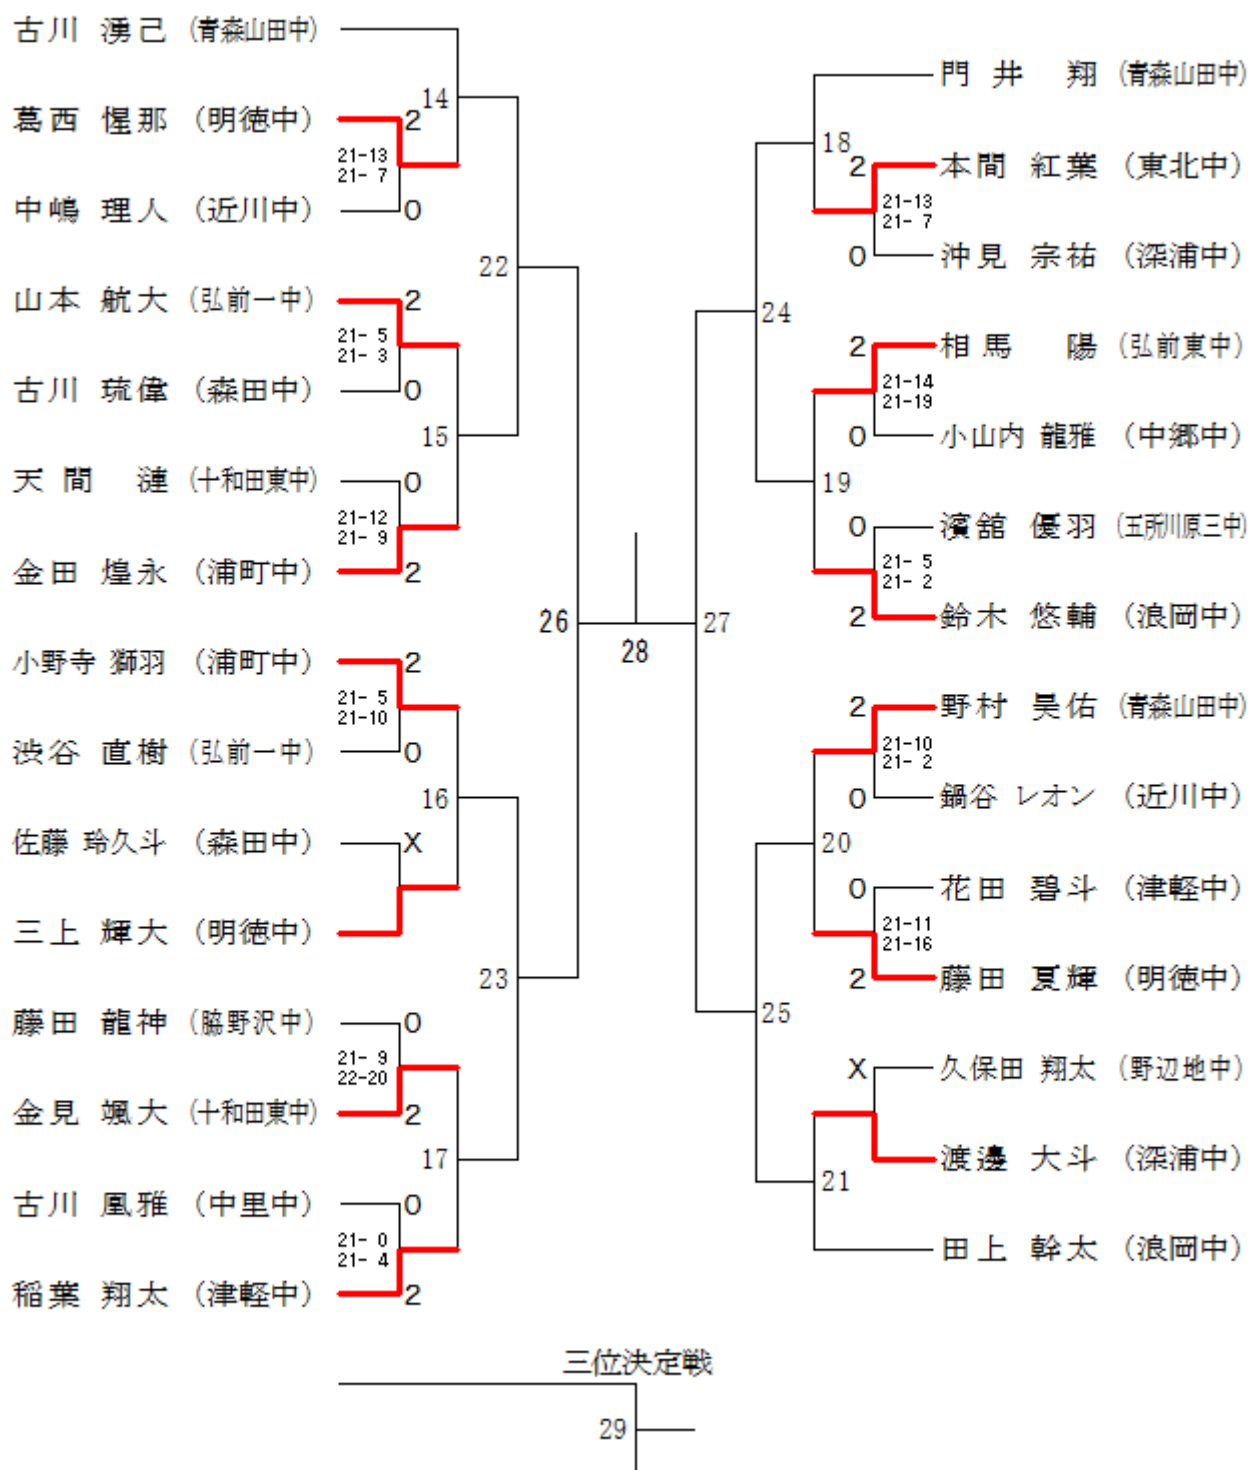 古川 湧己 (青森山田中)
14
葛西 惺那 (明徳中) 2
21-13
21- 7
中嶋 理人 (近川中) 0
22
山本 航大 (弘前一中) 2
21- 5
21- 3
古川 琉偉 (森田中) 0
15
天間 漣 (十和田東中) 0
21-12
21- 9
金田 煌永 (浦町中) 2
26
小野寺 獅羽 (浦町中) 2
21- 5
21-10
渋谷 直樹 (弘前一中) 0
16
佐藤 玲久斗 (森田中) X
三上 輝大 (明徳中)
23
藤田 龍神 (脇野沢中) 0
21- 9
22-20
金見 颯大 (十和田東中) 2
17
古川 凰雅 (中里中) 0
21- 0
21- 4
稲葉 翔太 (津軽中) 2
28
門井 翔 (青森山田中)
18
2 本間 紅葉 (東北中)
21-13
21- 7
0 沖見 宗祐 (深浦中)
24
2 相馬 陽 (弘前東中)
21-14
21-19
0 小山内 龍雅 (中郷中)
19
0 濱舘 優羽 (五所川原三中)
21- 5
21- 2
2 鈴木 悠輔 (浪岡中)
27
2 野村 昊佑 (青森山田中)
21-10
21- 2
0 鍋谷 レオン (近川中)
20
0 花田 碧斗 (津軽中)
21-11
21-16
2 藤田 夏輝 (明徳中)
25
X 久保田 翔太 (野辺地中)
渡邊 大斗 (深浦中)
21
田上 幹太 (浪岡中)
三位決定戦
29